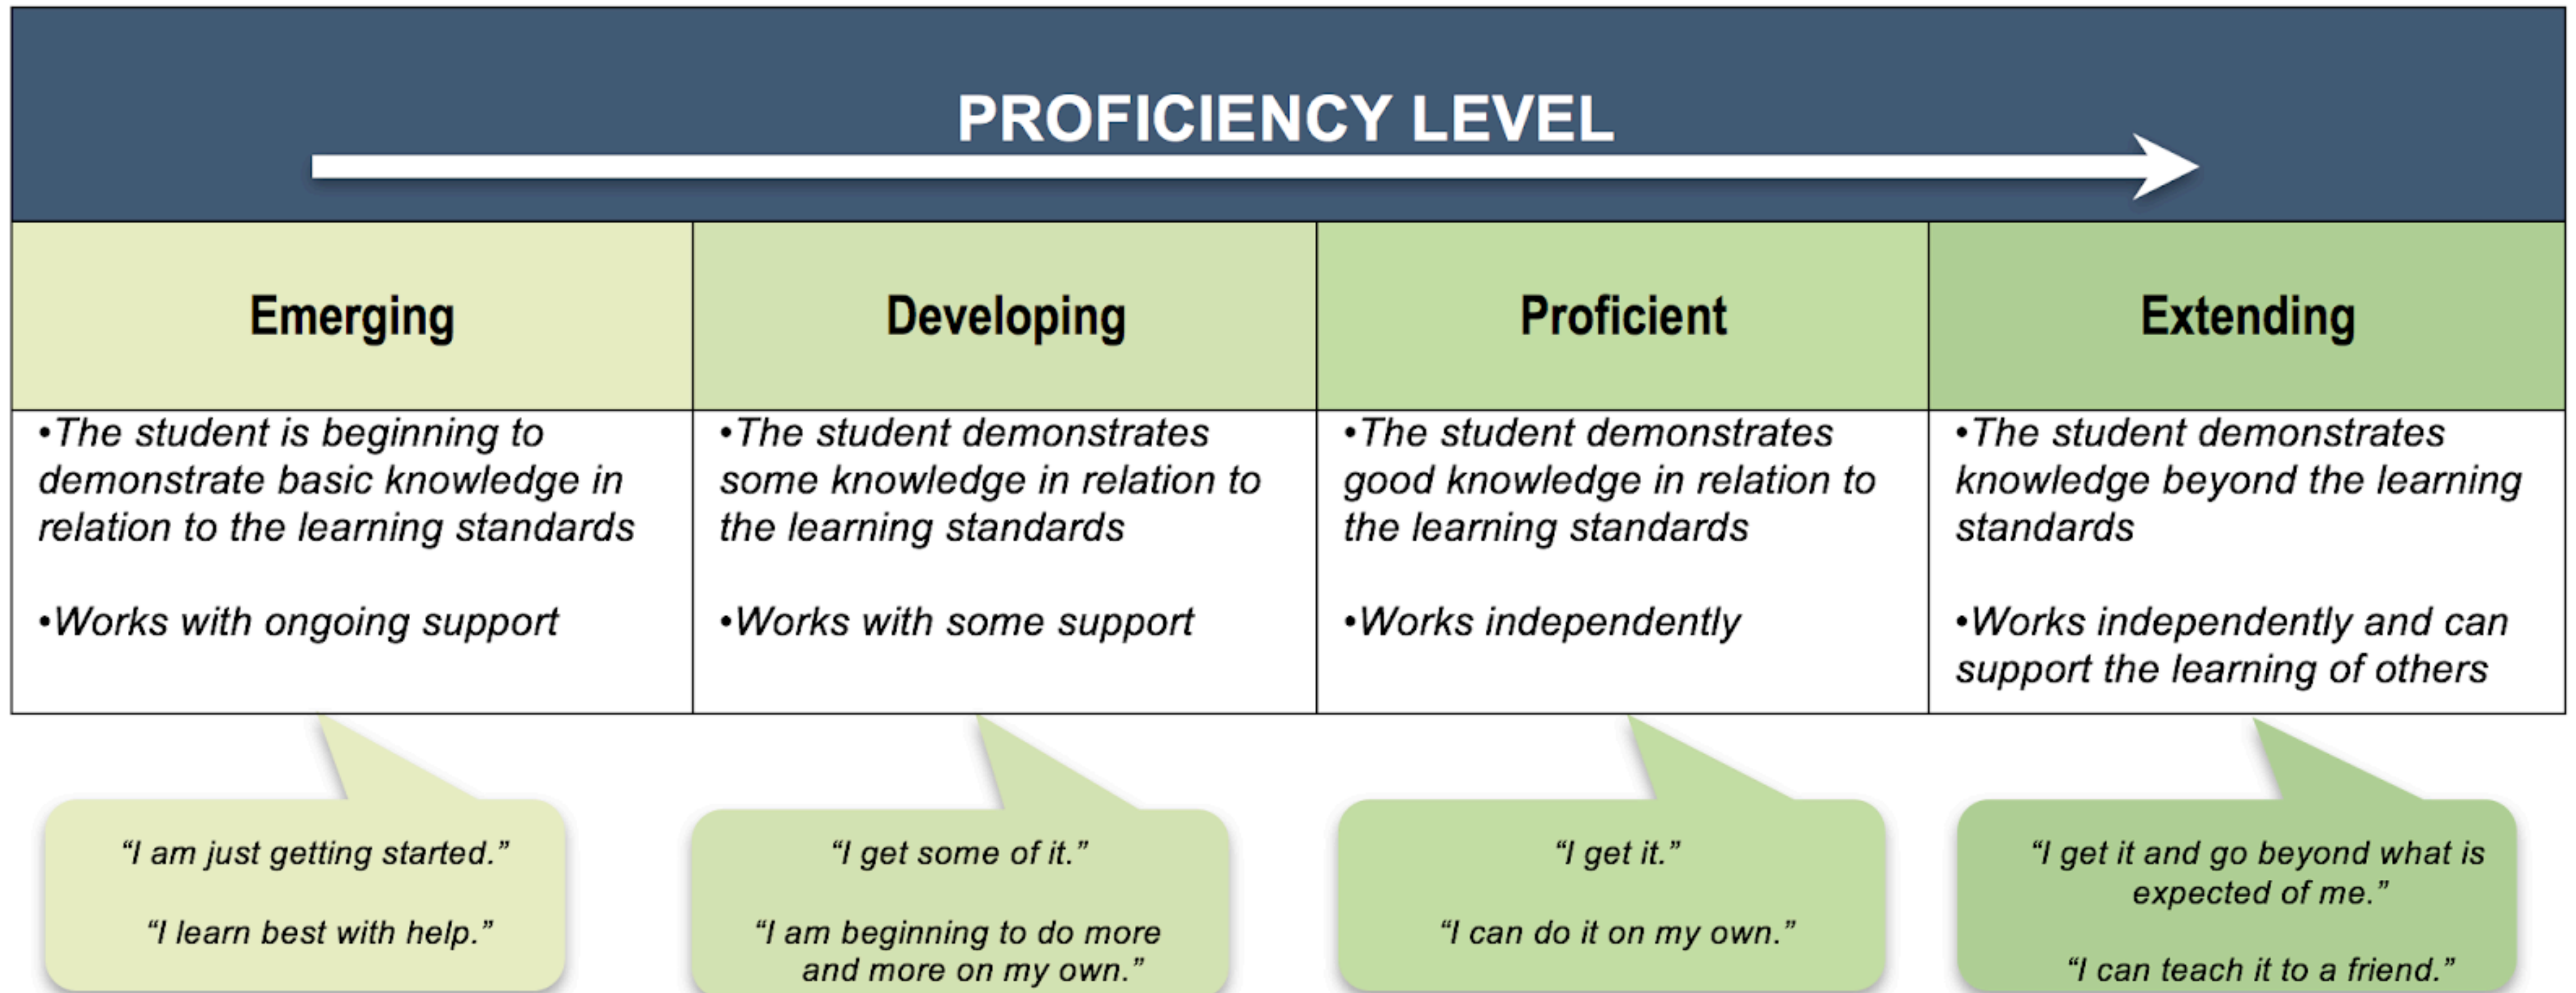 PROFICIENCY LEVEL
Emerging
Developing
Proficient
Extending
•The student is beginning to
demonstrate basic knowledge in
relation to the learning standards
•Works with ongoing support
•The student demonstrates
some knowledge in relation to
the learning standards
•Works with some support
•The student demonstrates
good knowledge in relation to
the learning standards
•Works independently
•The student demonstrates
knowledge beyond the learning
standards
•Works independently and can
support the learning of others
“I am just getting started.”
“I learn best with help.”
“I get some of it.”
“I am beginning to do more
and more on my own.”
“I get it.”
“I can do it on my own.”
“I get it and go beyond what is
expected of me.”
“I can teach it to a friend.”